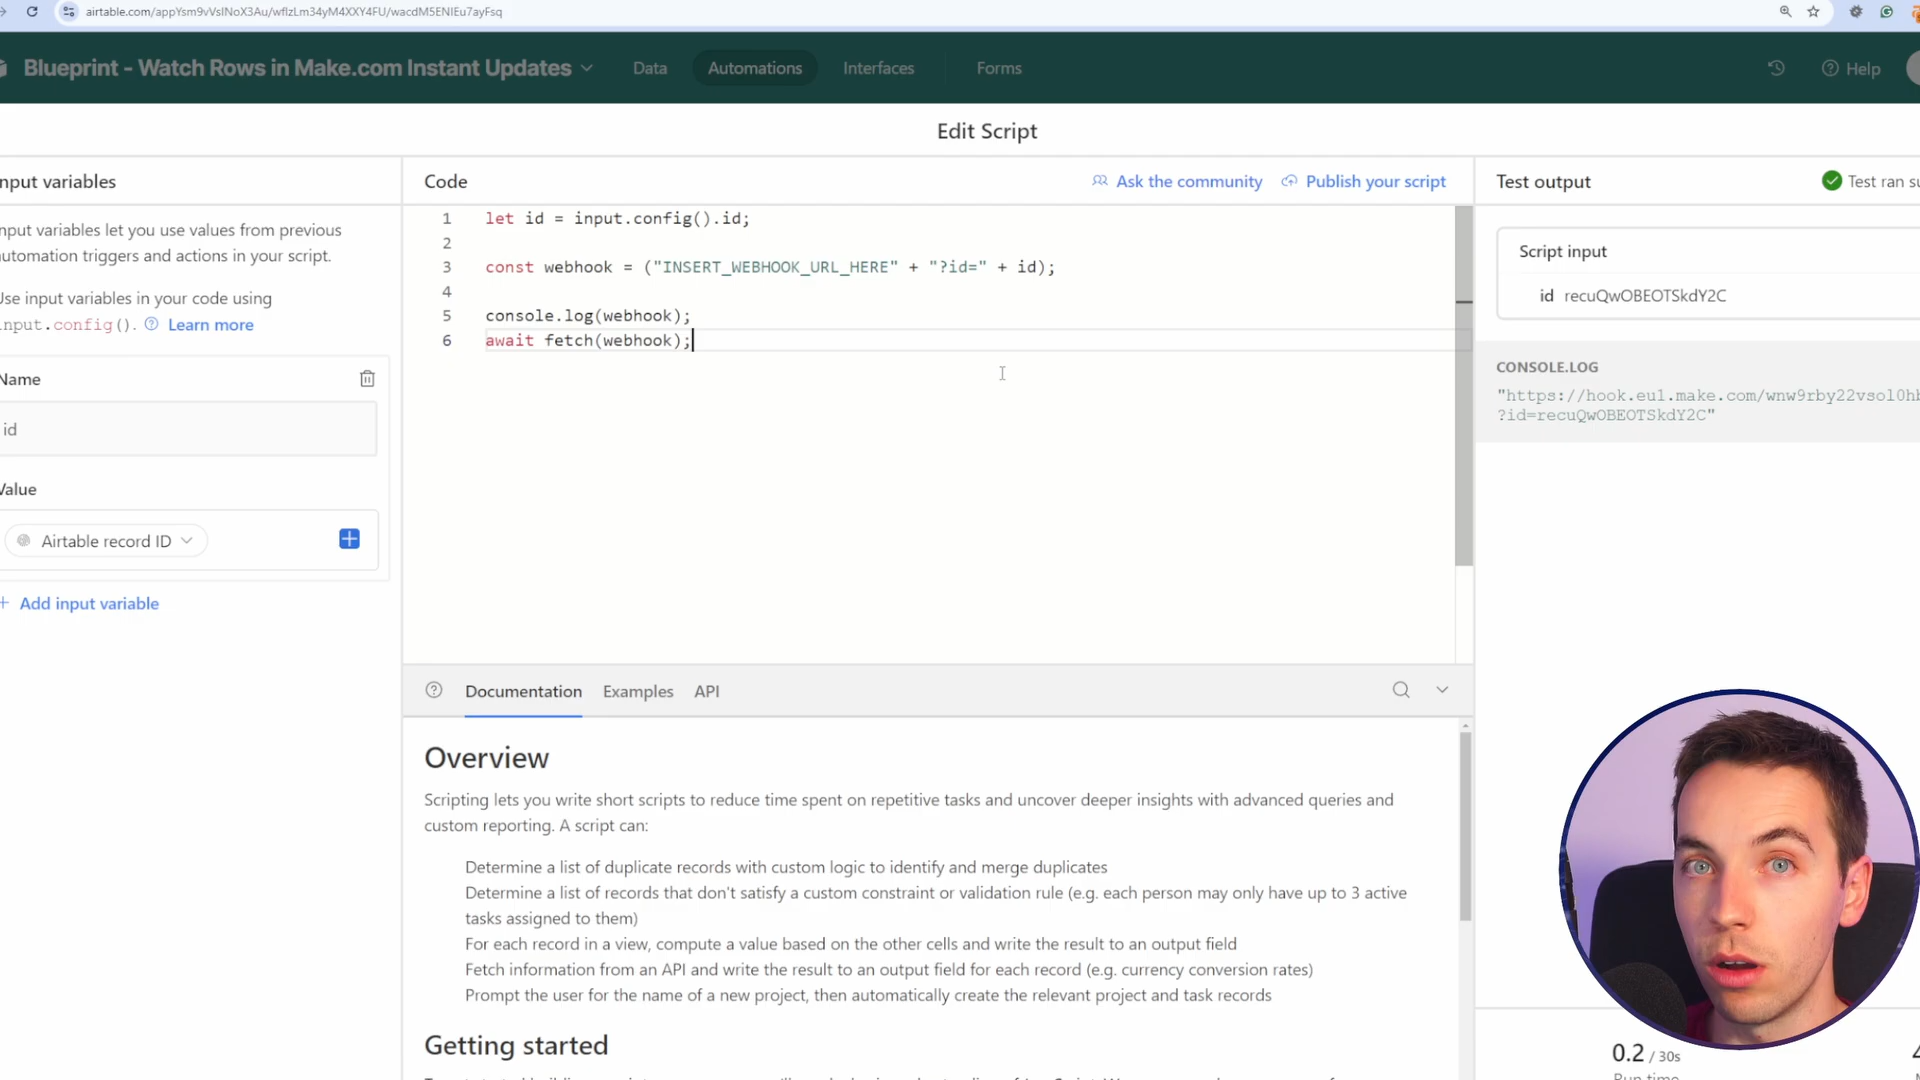 airtable.com/appYsm9vVslNoX3Au/wflzLm34yM4XXY4FU/wacdM5ENIEu7ayFsq
Blueprint - Watch Rows in Make.com Instant Updates
Data
Automations
Interfaces
Forms
Help
Edit Script
nput variables
Code
Ask the community
Publish your script
Test output
Test ran su
nput variables let you use values from previous
utomation triggers and actions in your script.
Use input variables in your code using
input.config(). Learn more
Name
id
Value
Airtable record ID
+ Add input variable
1 let id = input.config().id;
2
3 const webhook = ("INSERT_WEBHOOK_URL_HERE" + "?id=" + id);
4
5 console.log(webhook);
6 await fetch(webhook);
Script input
id recuQwOBEOTSkdY2C
CONSOLE.LOG
"https://hook.eu1.make.com/wnw9rby22vsol0hb
?id=recuQwOBEOTSkdY2C"
Documentation
Examples
API
Overview
Scripting lets you write short scripts to reduce time spent on repetitive tasks and uncover deeper insights with advanced queries and
custom reporting. A script can:
Determine a list of duplicate records with custom logic to identify and merge duplicates
Determine a list of records that don't satisfy a custom constraint or validation rule (e.g. each person may only have up to 3 active
tasks assigned to them)
For each record in a view, compute a value based on the other cells and write the result to an output field
Fetch information from an API and write the result to an output field for each record (e.g. currency conversion rates)
Prompt the user for the name of a new project, then automatically create the relevant project and task records
Getting started
0.2 / 30s
Run time